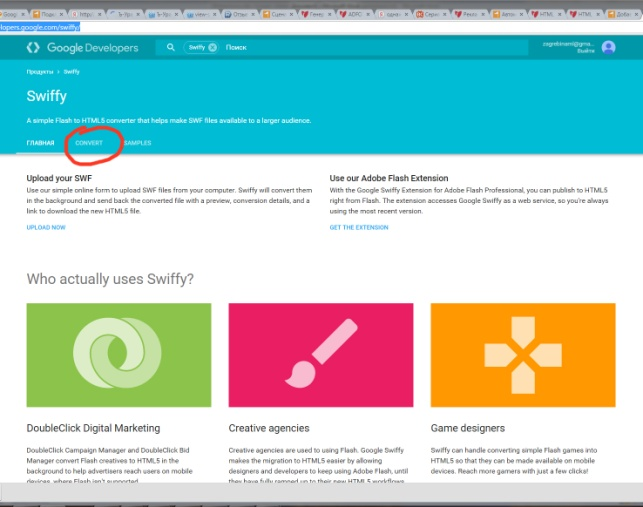 lopers.google.com/swiffy/
Google Developers
Swiffy
Поиск
Выйти
Продукты > Swiffy
Swiffy
A simple Flash to HTML5 converter that helps make SWF files available to a larger audience.
ГЛАВНАЯ CONVERT SAMPLES
Upload your SWF
Use our simple online form to upload SWF files from your computer. Swiffy will convert them
in the background and send back the converted file with a preview, conversion details, and a
link to download the new HTML5 file.
UPLOAD NOW
Use our Adobe Flash Extension
With the Google Swiffy Extension for Adobe Flash Professional, you can publish to HTML5
right from Flash. The extension accesses Google Swiffy as a web service, so you're always
using the most recent version.
GET THE EXTENSION
Who actually uses Swiffy?
DoubleClick Digital Marketing
DoubleClick Campaign Manager and DoubleClick Bid
Manager convert Flash creatives to HTML5 in the
background to help advertisers reach users on mobile
devices, where Flash isn't supported.
Creative agencies
Creative agencies are used to using Flash. Google Swiffy
makes the migration to HTML5 easier by allowing
designers and developers to keep using Adobe Flash, until
they have fully ramped up to their new HTML5 workflows.
Game designers
Swiffy can handle converting simple Flash games into
HTML5 so that they can be made available on mobile
devices. Reach more gamers with just a few clicks!